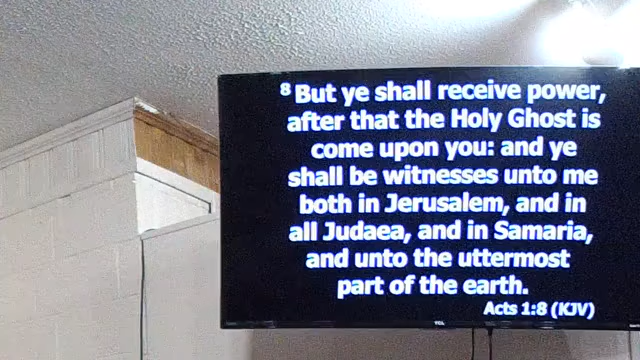 8 But ye shall receive power,
after that the Holy Ghost is
come upon you: and ye
shall be witnesses unto me
both in Jerusalem, and in
all Judaea, and in Samaria,
and unto the uttermost
part of the earth.
Acts 1:8 (KJV)
TCL